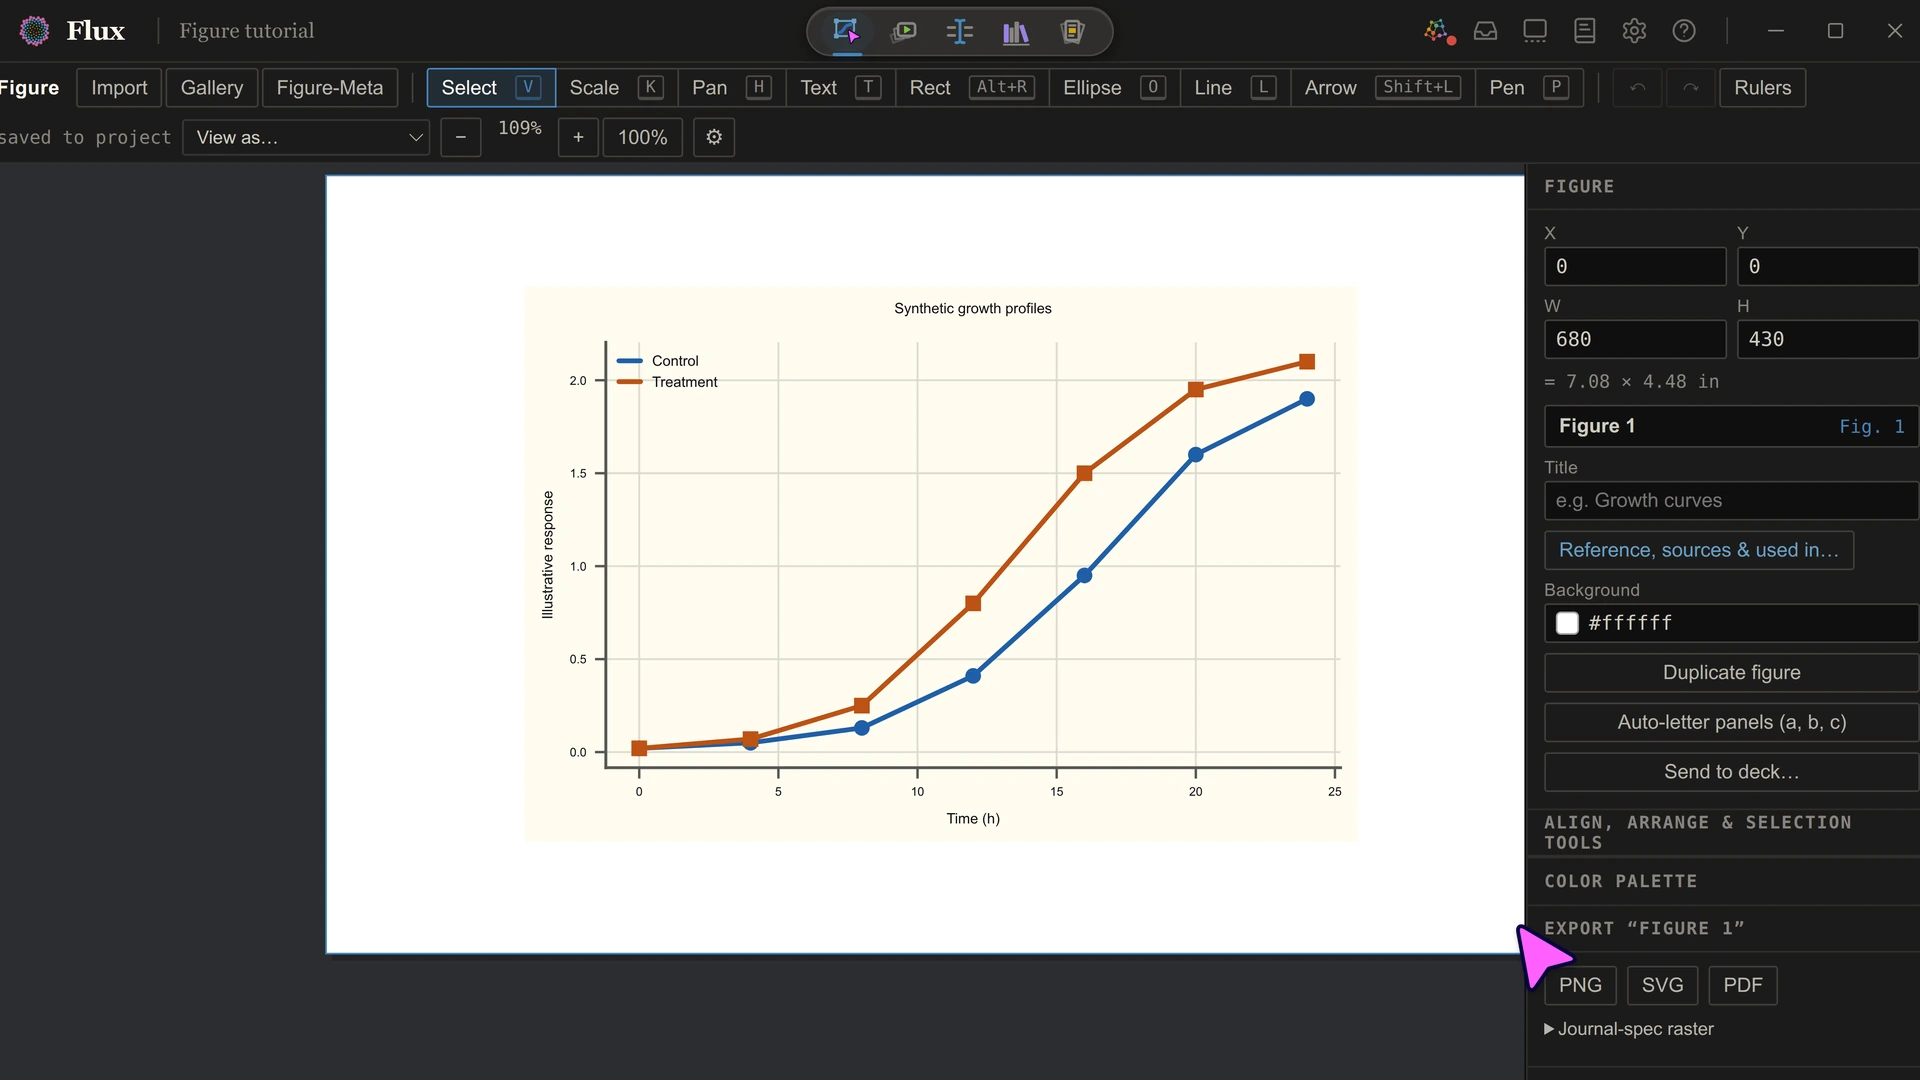 Flux Figure tutorial
Figure Import Gallery Figure-Meta Select V Scale K Pan H Text T Rect Alt+R Ellipse O Line L Arrow Shift+L Pen P Rulers
saved to project View as… − 109% + 100%
FIGURE
X Y
0 0
W H
680 430
= 7.08 × 4.48 in
Figure 1 Fig. 1
Title
e.g. Growth curves
Reference, sources & used in…
Background
#ffffff
Duplicate figure
Auto-letter panels (a, b, c)
Send to deck…
ALIGN, ARRANGE & SELECTION
TOOLS
COLOR PALETTE
EXPORT “FIGURE 1”
PNG SVG PDF
Journal-spec raster
Synthetic growth profiles
Control
Treatment
2.0
1.5
1.0
0.5
0.0
Illustrative response
0 5 10 15 20 25
Time (h)